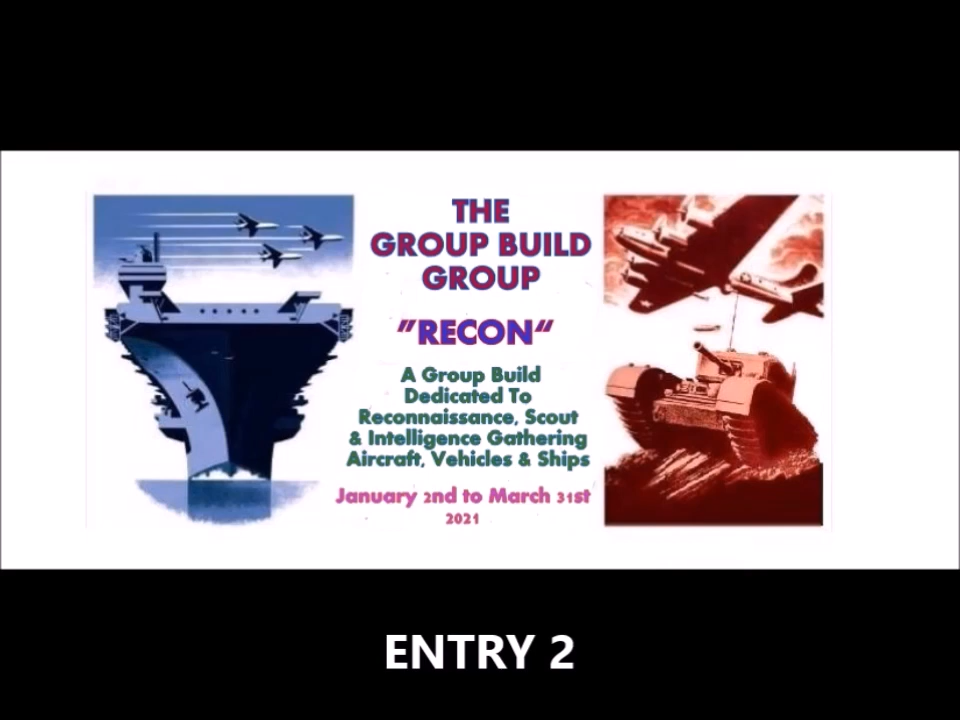 THE
GROUP BUILD
GROUP
"RECON"
A Group Build
Dedicated To
Reconnaissance, Scout
& Intelligence Gathering
Aircraft, Vehicles & Ships
January 2nd to March 31st
2021
ENTRY 2